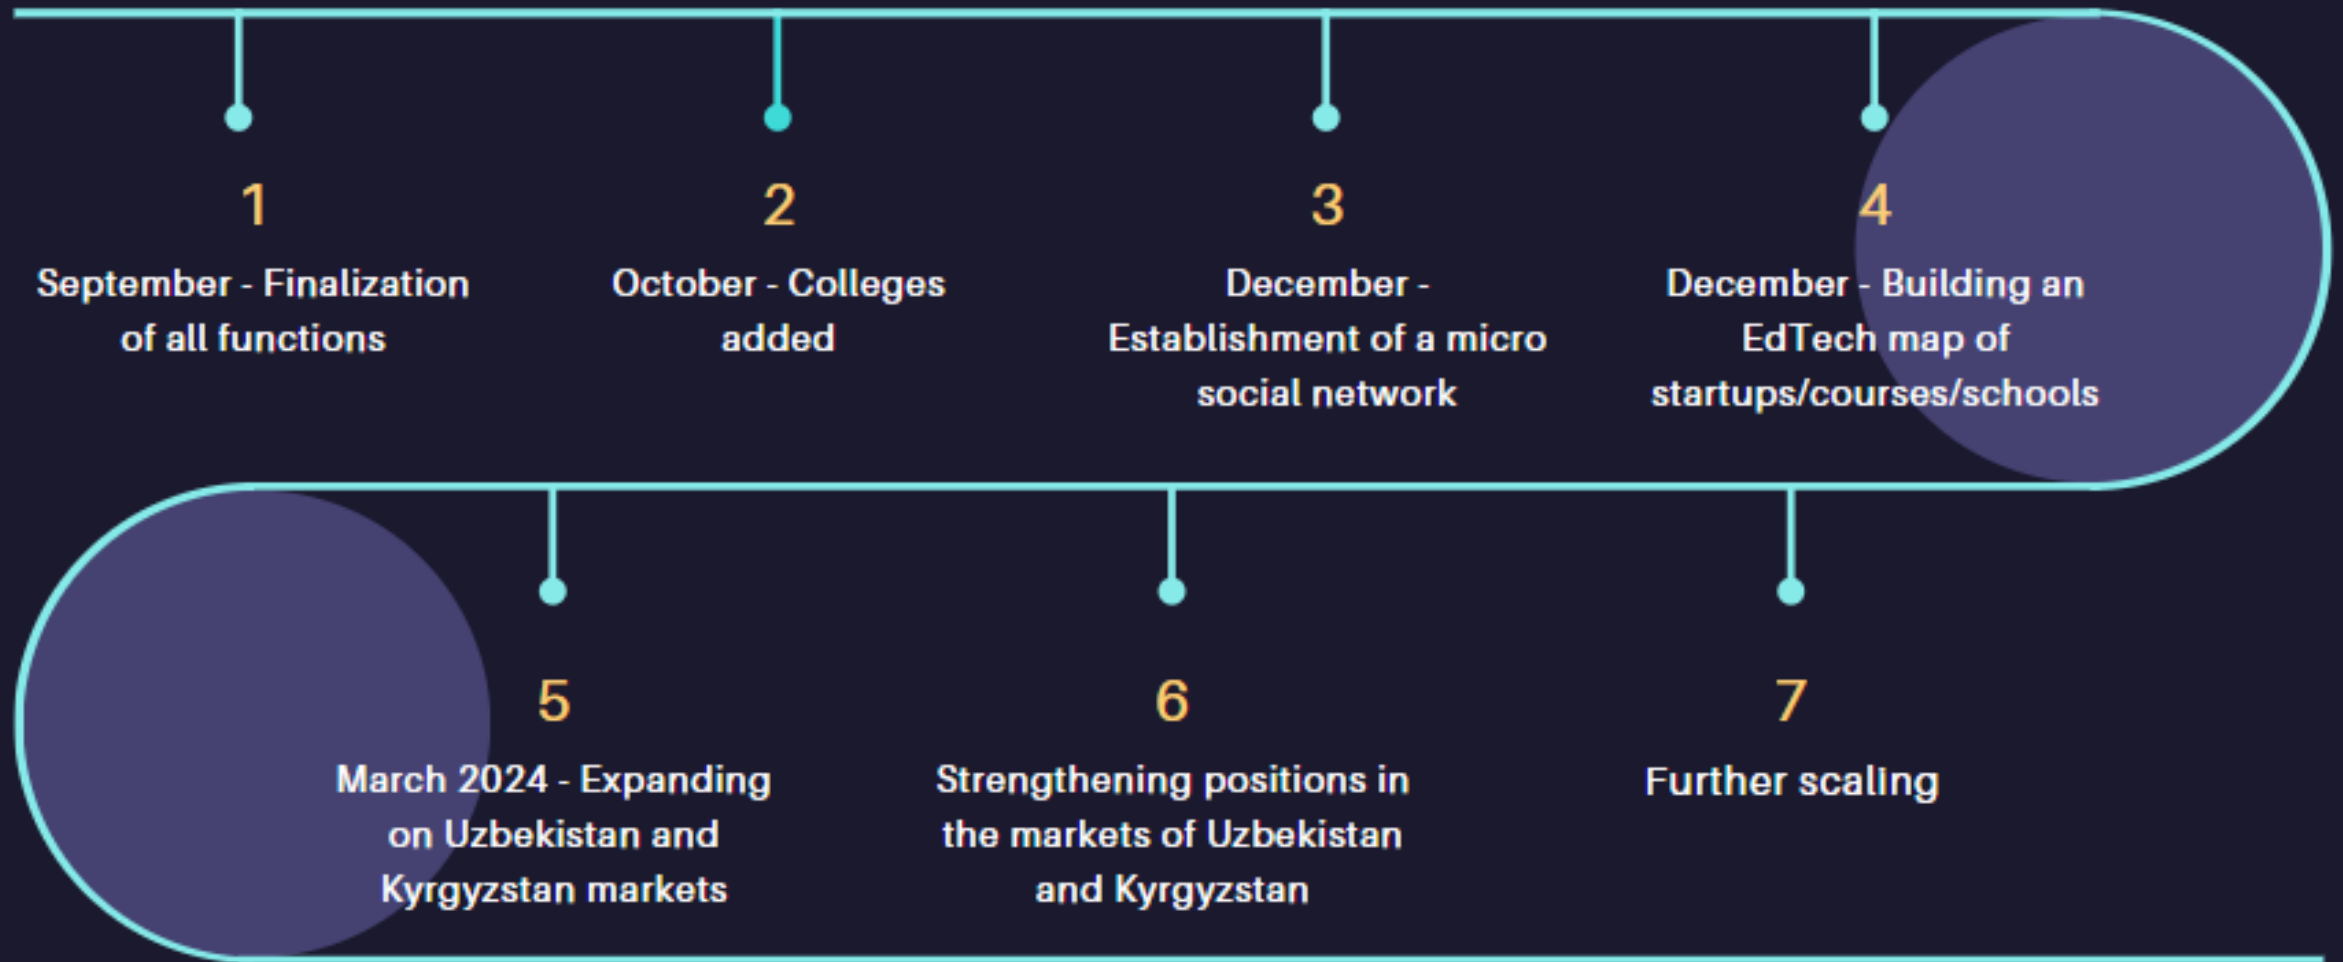 1
September - Finalization
of all functions
2
October - Colleges
added
3
December -
Establishment of a micro
social network
4
December - Building an
EdTech map of
startups/courses/schools
5
March 2024 - Expanding
on Uzbekistan and
Kyrgyzstan markets
6
Strengthening positions in
the markets of Uzbekistan
and Kyrgyzstan
7
Further scaling